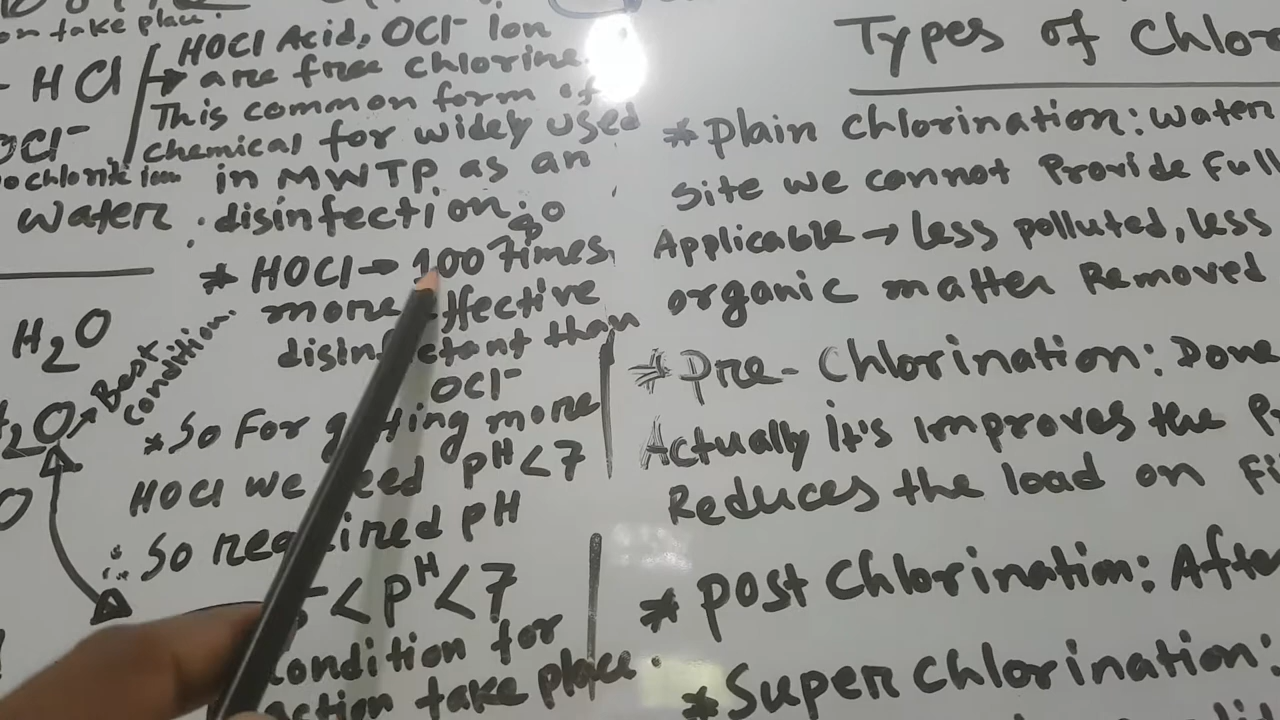 on take place.
HCl
HOCl Acid, OCl⁻ Ion
are free chlorine.
This common form of
chemical for widely used
in MWTP as an
disinfection.
OCl⁻
Water
* HOCl → 100 times
80
more effective
disinfectant than
OCl⁻
* So For getting more
HOCl we need pH<7
So required pH
<pH<7
condition for
action take place.
H2O
Best
condition.
Types of Chlor
* Plain Chlorination: Water
Site we cannot Provide Full
Applicable → Less polluted, less
organic matter Removed
* Pre-Chlorination: Done
Actually it's improves the
Reduces the load on Fi
* Post Chlorination: After
* Super Chlorination: